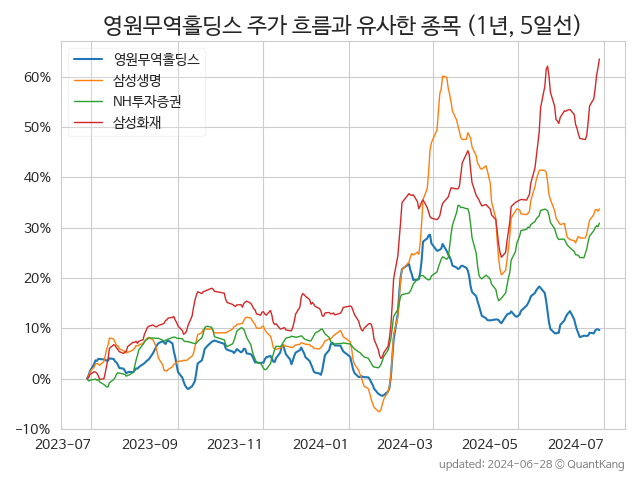 영원무역홀딩스 주가 흐름과 유사한 종목 (1년, 5일선)
영원무역홀딩스
삼성생명
NH투자증권
삼성화재
60%
50%
40%
30%
20%
10%
0%
−10%
2023-07 2023-09 2023-11 2024-01 2024-03 2024-05 2024-07
updated: 2024-06-28 ⓒ QuantKang